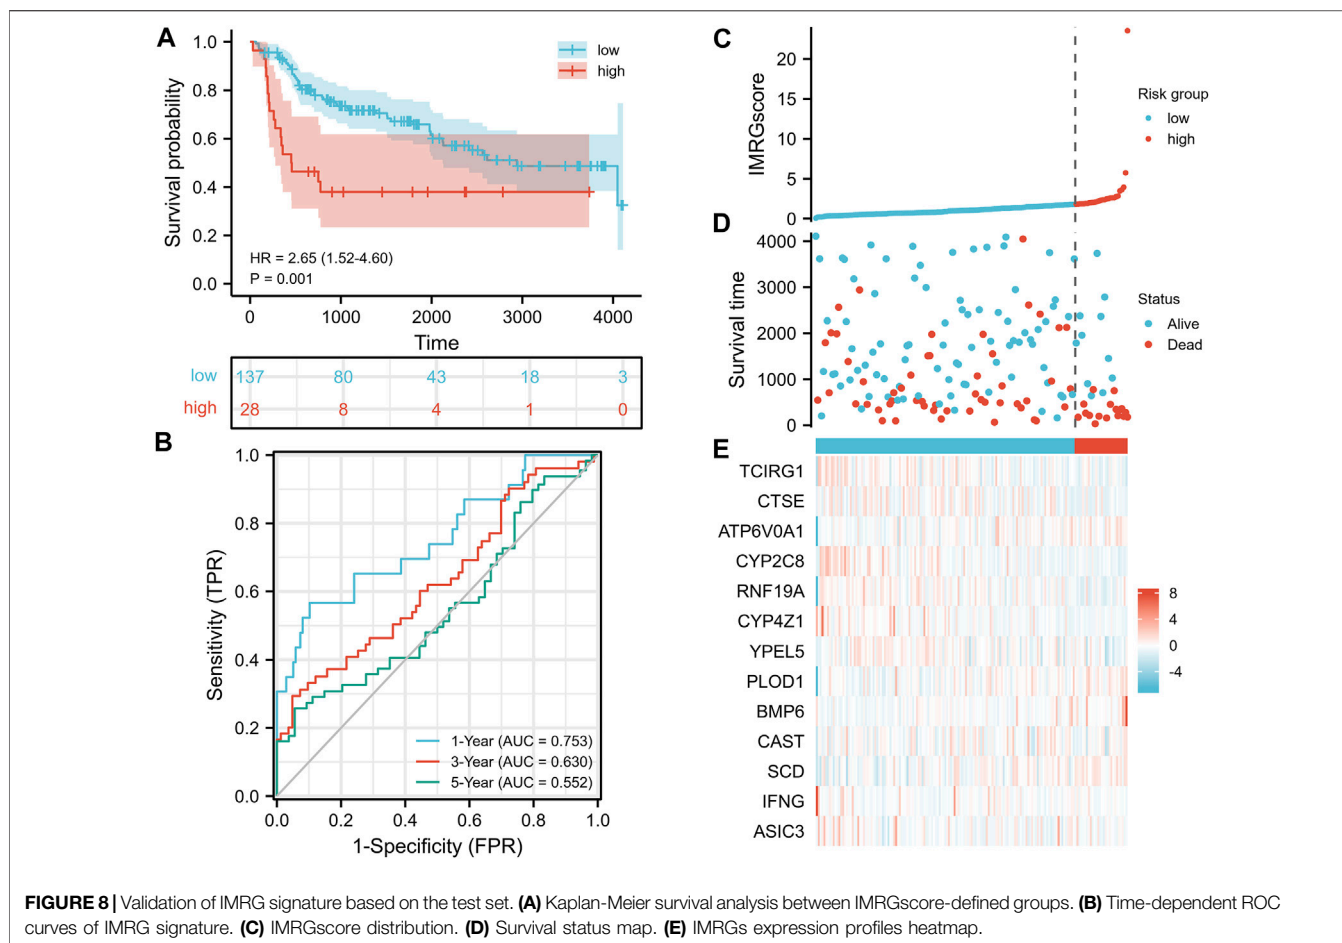 A
1.0
0.8
0.6
0.4
0.2
0.0
Survival probability
low
high
HR = 2.65 (1.52-4.60)
P = 0.001
0 1000 2000 3000 4000
Time
low 137 80 43 18 3
high 28 8 4 1 0
B
1.0
0.8
0.6
0.4
0.2
0.0
Sensitivity (TPR)
1-Year (AUC = 0.753)
3-Year (AUC = 0.630)
5-Year (AUC = 0.552)
0.0 0.2 0.4 0.6 0.8 1.0
1-Specificity (FPR)
C
20
15
10
5
0
IMRGscore
Risk group
low
high
D
4000
3000
2000
1000
0
Survival time
Status
Alive
Dead
E
TCIRG1
CTSE
ATP6V0A1
CYP2C8
RNF19A
CYP4Z1
YPEL5
PLOD1
BMP6
CAST
SCD
IFNG
ASIC3
8
4
0
-4
FIGURE 8 | Validation of IMRG signature based on the test set. (A) Kaplan-Meier survival analysis between IMRGscore-defined groups. (B) Time-dependent ROC
curves of IMRG signature. (C) IMRGscore distribution. (D) Survival status map. (E) IMRGs expression profiles heatmap.